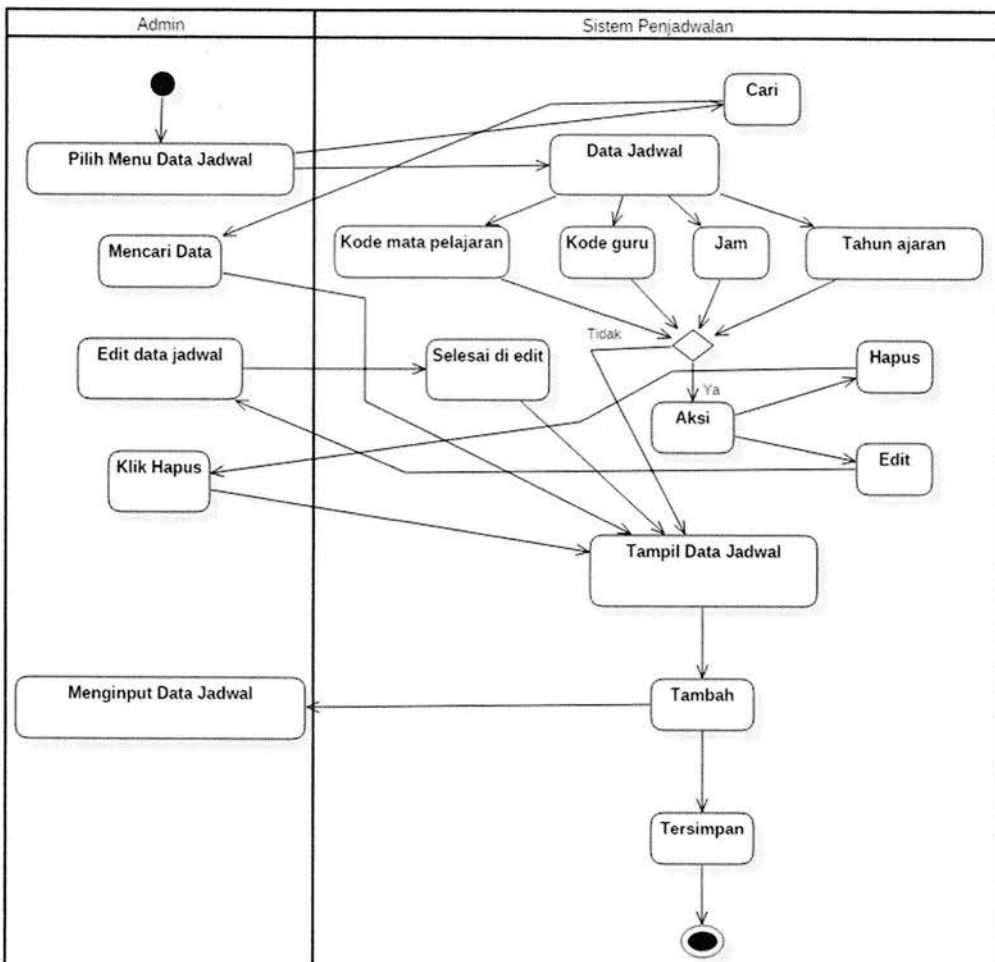 Admin
Sistem Penjadwalan
Cari
Pilih Menu Data Jadwal
Data Jadwal
Mencari Data
Kode mata pelajaran
Kode guru
Jam
Tahun ajaran
Tidak
Edit data jadwal
Selesai di edit
Hapus
Ya
Aksi
Klik Hapus
Edit
Tampil Data Jadwal
Menginput Data Jadwal
Tambah
Tersimpan